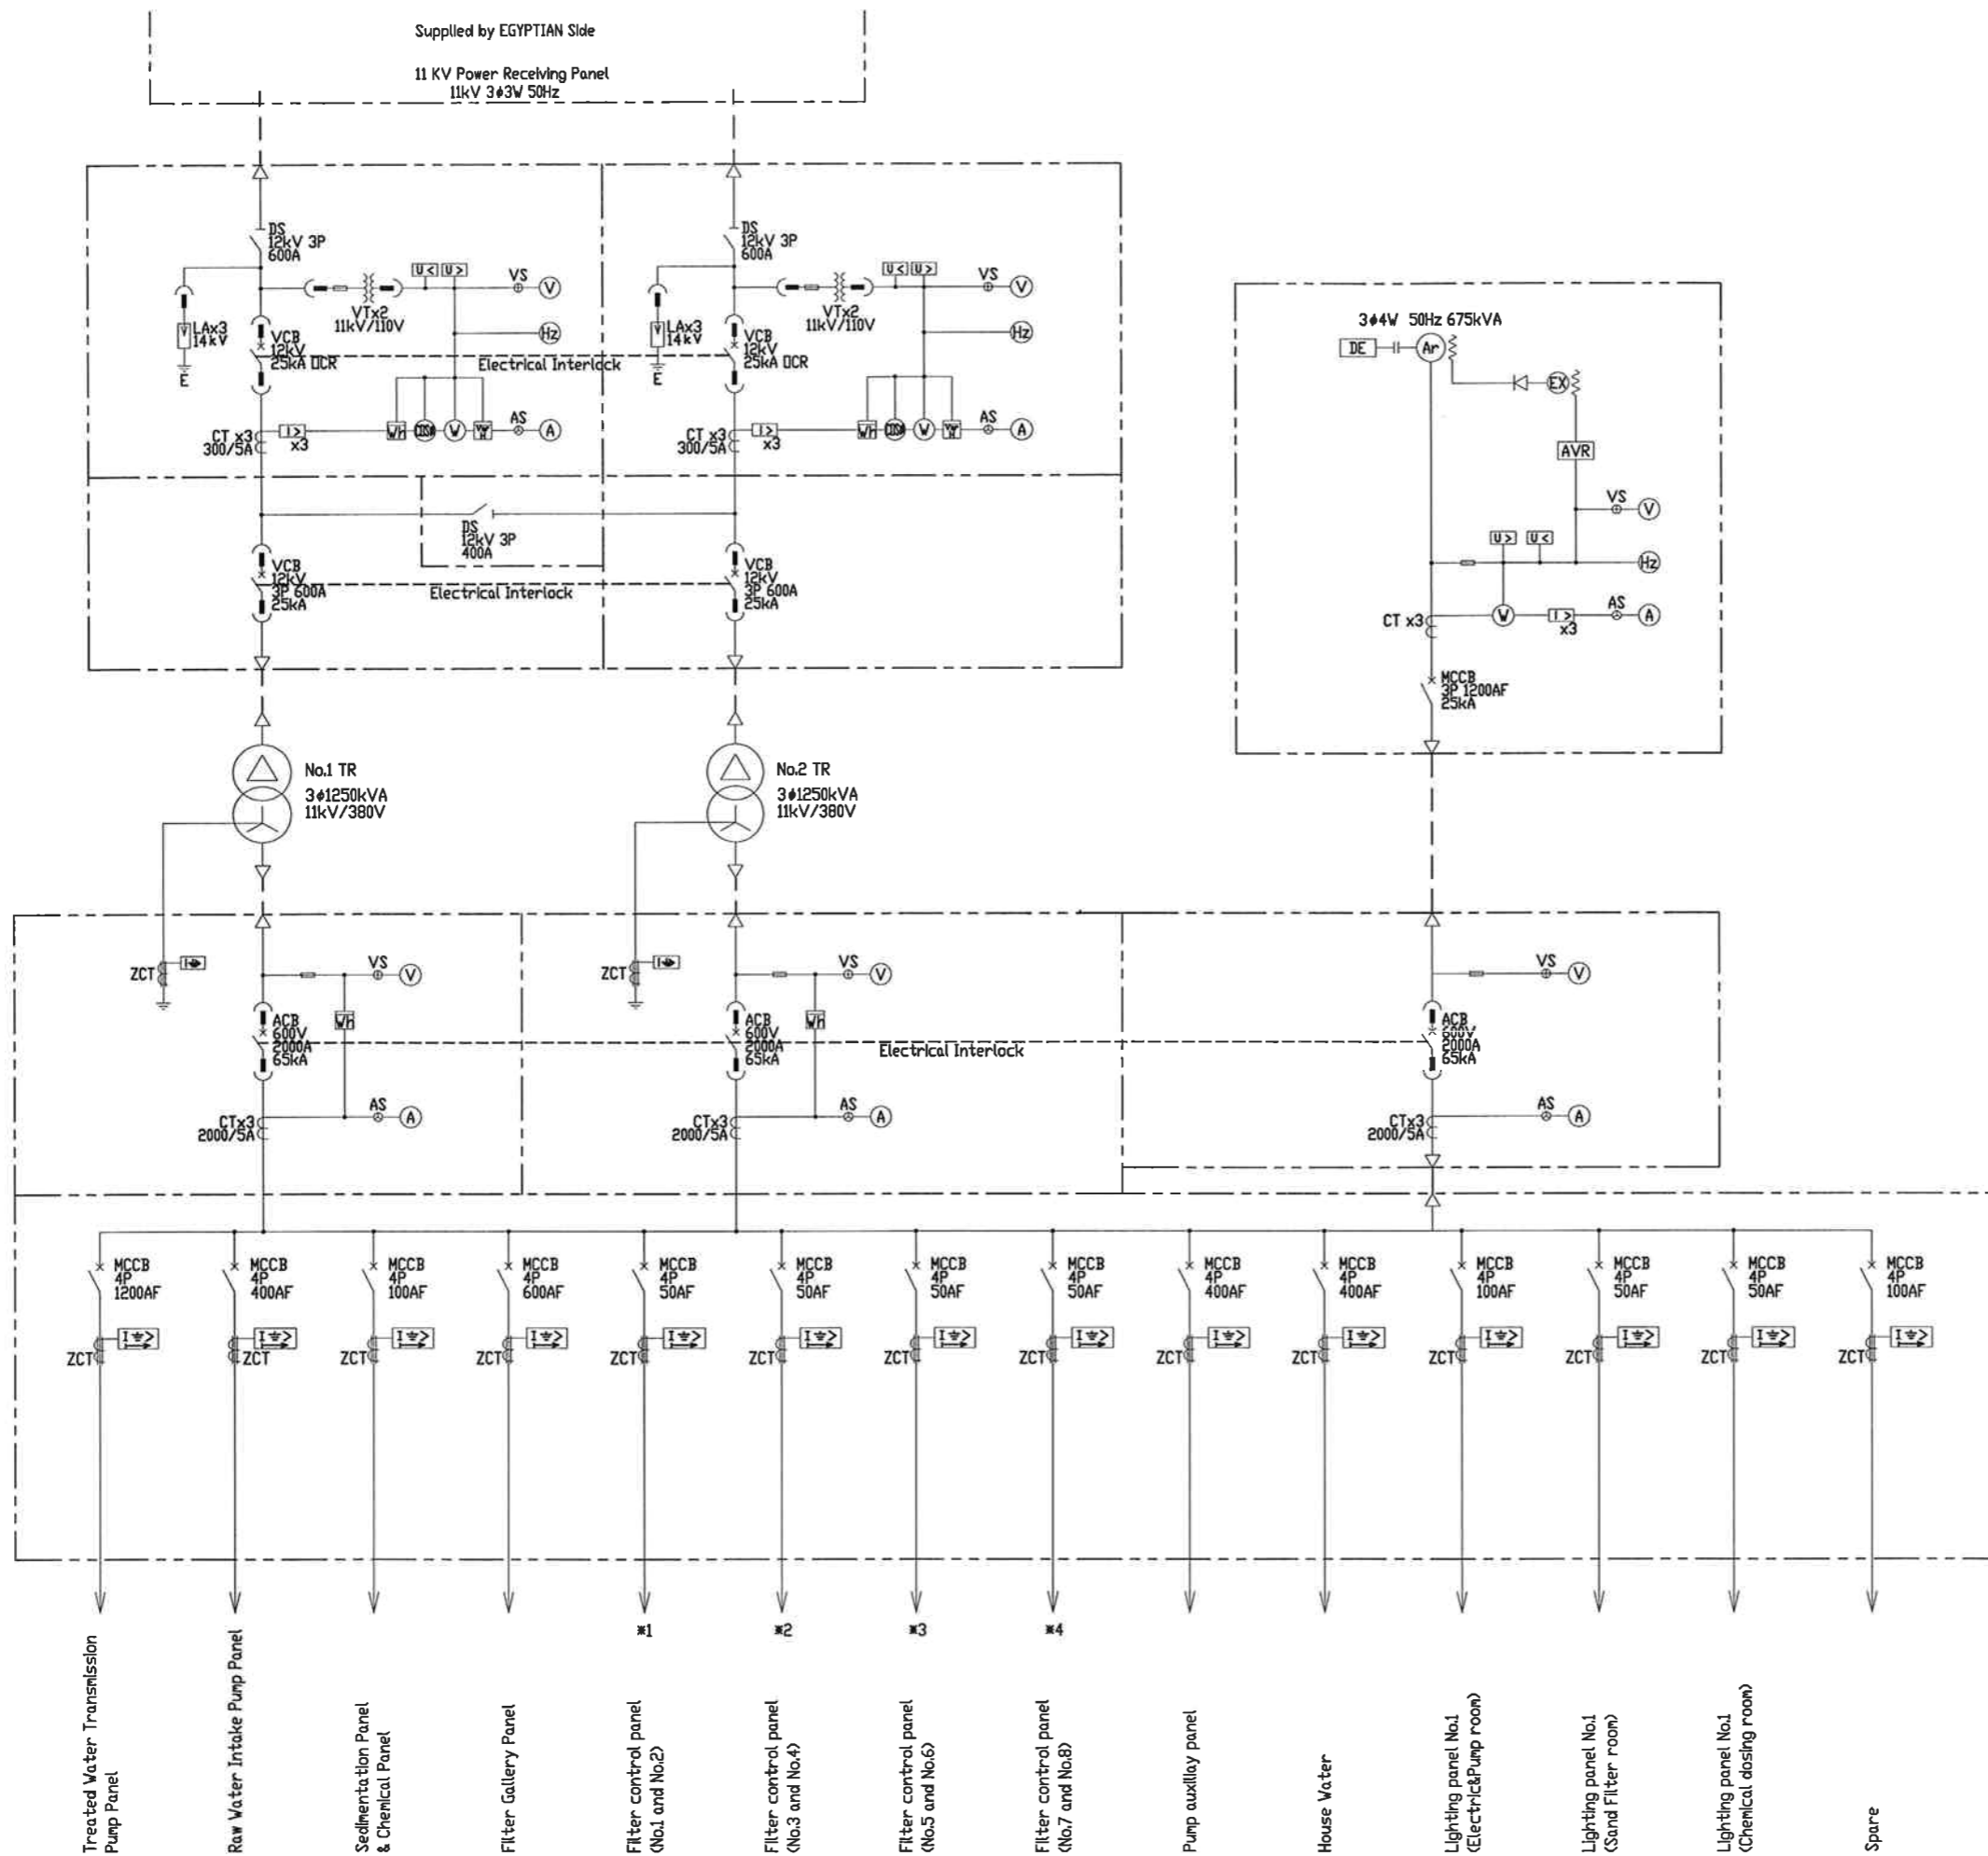 Supplied by EGYPTIAN Side
11 KV Power Receiving Panel
11kV 3φ3W 50Hz
DS
12kV 3P
600A
U<
U>
VS
V
VTx2
11kV/110V
LAx3
14kV
E
VCB
12kV
25kA OCR
Hz
Electrical Interlock
CT x3
300/5A
I>
x3
Wh
COSφ
W
AS
A
DS
12kV 3P
600A
U<
U>
VS
V
VTx2
11kV/110V
LAx3
14kV
E
VCB
12kV
25kA OCR
Hz
CT x3
300/5A
I>
x3
Wh
COSφ
W
AS
A
DS
12kV 3P
400A
VCB
12kV
3P 600A
25kA
Electrical Interlock
VCB
12kV
3P 600A
25kA
3φ4W 50Hz 675kVA
DE
Ar
EX
AVR
VS
V
U>
U<
Hz
CT x3
W
I>
x3
AS
A
MCCB
3P 1200AF
25kA
No.1 TR
3φ1250kVA
11kV/380V
No.2 TR
3φ1250kVA
11kV/380V
ZCT
VS
V
ACB
600V
2000A
65kA
Wh
CTx3
2000/5A
AS
A
ZCT
VS
V
ACB
600V
2000A
65kA
Wh
Electrical Interlock
CTx3
2000/5A
AS
A
VS
V
ACB
600V
2000A
65kA
CTx3
2000/5A
AS
A
MCCB
4P
1200AF
ZCT
I⏚>
MCCB
4P
400AF
ZCT
I⏚>
MCCB
4P
100AF
ZCT
I⏚>
MCCB
4P
600AF
ZCT
I⏚>
MCCB
4P
50AF
ZCT
I⏚>
MCCB
4P
50AF
ZCT
I⏚>
MCCB
4P
50AF
ZCT
I⏚>
MCCB
4P
50AF
ZCT
I⏚>
MCCB
4P
400AF
ZCT
I⏚>
MCCB
4P
400AF
ZCT
I⏚>
MCCB
4P
100AF
ZCT
I⏚>
MCCB
4P
50AF
ZCT
I⏚>
MCCB
4P
50AF
ZCT
I⏚>
MCCB
4P
100AF
ZCT
I⏚>
※1
※2
※3
※4
Treated Water Transmission
Pump Panel
Raw Water Intake Pump Panel
Sedimentation Panel
& Chemical Panel
Filter Gallery Panel
Filter control panel
(No.1 and No.2)
Filter control panel
(No.3 and No.4)
Filter control panel
(No.5 and No.6)
Filter control panel
(No.7 and No.8)
Pump auxillay panel
House Water
Lighting panel No.1
(Electric&Pump room)
Lighting panel No.1
(Sand Filter room)
Lighting panel No.1
(Chemical dosing room)
Spare